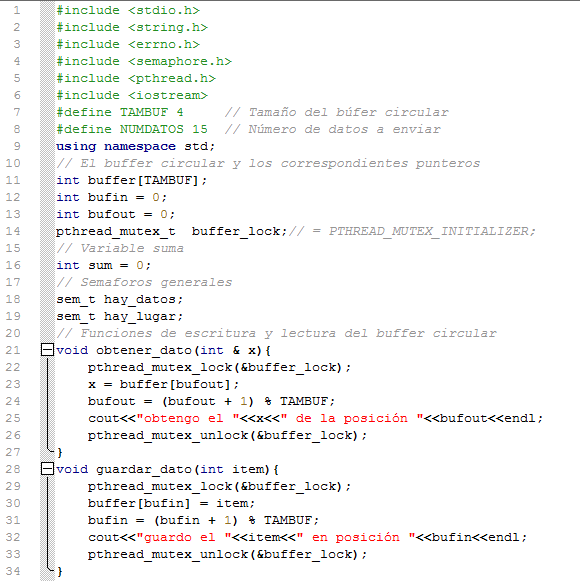 1 #include <stdio.h>
2 #include <string.h>
3 #include <errno.h>
4 #include <semaphore.h>
5 #include <pthread.h>
6 #include <iostream>
7 #define TAMBUF 4     // Tamaño del búfer circular
8 #define NUMDATOS 15  // Número de datos a enviar
9 using namespace std;
10 // El buffer circular y los correspondientes punteros
11 int buffer[TAMBUF];
12 int bufin = 0;
13 int bufout = 0;
14 pthread_mutex_t  buffer_lock;// = PTHREAD_MUTEX_INITIALIZER;
15 // Variable suma
16 int sum = 0;
17 // Semaforos generales
18 sem_t hay_datos;
19 sem_t hay_lugar;
20 // Funciones de escritura y lectura del buffer circular
21 void obtener_dato(int & x){
22     pthread_mutex_lock(&buffer_lock);
23     x = buffer[bufout];
24     bufout = (bufout + 1) % TAMBUF;
25     cout<<"obtengo el "<<x<<" de la posición "<<bufout<<endl;
26     pthread_mutex_unlock(&buffer_lock);
27 }
28 void guardar_dato(int item){
29     pthread_mutex_lock(&buffer_lock);
30     buffer[bufin] = item;
31     bufin = (bufin + 1) % TAMBUF;
32     cout<<"guardo el "<<item<<" en posición "<<bufin<<endl;
33     pthread_mutex_unlock(&buffer_lock);
34 }